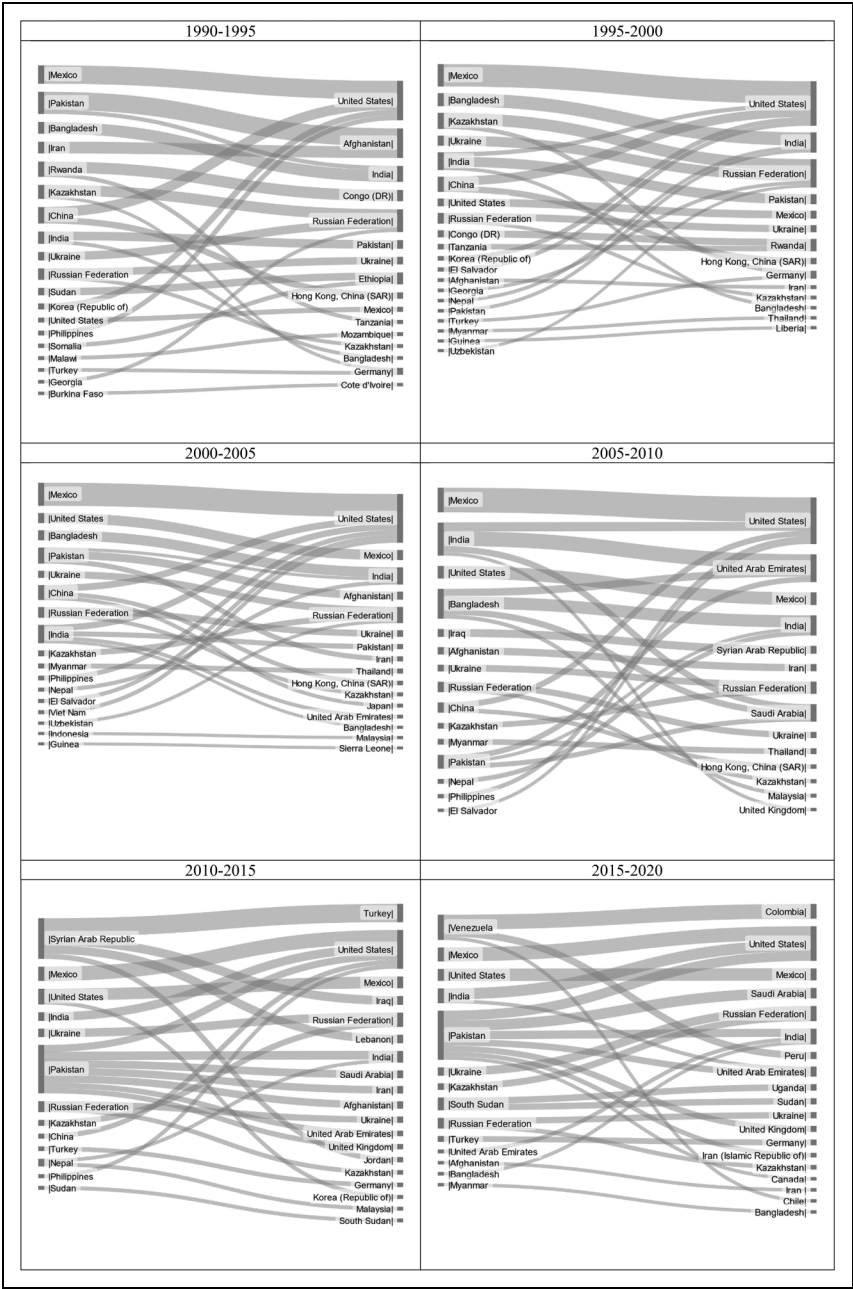 1990-1995
|Mexico
|Pakistan
|Bangladesh
|Iran
|Rwanda
|Kazakhstan
|China
|India
|Ukraine
|Russian Federation
|Sudan
|Korea (Republic of)
|United States
|Philippines
|Somalia
|Malawi
|Turkey
|Georgia
|Burkina Faso
United States|
Afghanistan|
India|
Congo (DR)|
Russian Federation|
Pakistan|
Ukraine|
Ethiopia|
Hong Kong, China (SAR)|
Mexico|
Tanzania|
Mozambique|
Kazakhstan|
Bangladesh|
Germany|
Cote d'Ivoire|
1995-2000
|Mexico
|Bangladesh
|Kazakhstan
|Ukraine
|India
|China
|United States
|Russian Federation
|Congo (DR)
|Tanzania
|Korea (Republic of)
|El Salvador
|Afghanistan
|Georgia
|Nepal
|Pakistan
|Turkey
|Myanmar
|Guinea
|Uzbekistan
United States|
India|
Russian Federation|
Pakistan|
Mexico|
Ukraine|
Rwanda|
Hong Kong, China (SAR)|
Germany|
Iran|
Kazakhstan|
Bangladesh|
Thailand|
Liberia|
2000-2005
|Mexico
|United States
|Bangladesh
|Pakistan
|Ukraine
|China
|Russian Federation
|India
|Kazakhstan
|Myanmar
|Philippines
|Nepal
|El Salvador
|Viet Nam
|Uzbekistan
|Indonesia
|Guinea
United States|
Mexico|
India|
Afghanistan|
Russian Federation|
Ukraine|
Pakistan|
Iran|
Thailand|
Hong Kong, China (SAR)|
Kazakhstan|
Japan|
United Arab Emirates|
Bangladesh|
Malaysia|
Sierra Leone|
2005-2010
|Mexico
|India
|United States
|Bangladesh
|Iraq
|Afghanistan
|Ukraine
|Russian Federation
|China
|Kazakhstan
|Myanmar
|Pakistan
|Nepal
|Philippines
|El Salvador
United States|
United Arab Emirates|
Mexico|
India|
Syrian Arab Republic|
Iran|
Russian Federation|
Saudi Arabia|
Ukraine|
Thailand|
Hong Kong, China (SAR)|
Kazakhstan|
Malaysia|
United Kingdom|
2010-2015
|Syrian Arab Republic
|Mexico
|United States
|India
|Ukraine
|Pakistan
|Russian Federation
|Kazakhstan
|China
|Turkey
|Nepal
|Philippines
|Sudan
Turkey|
United States|
Mexico|
Iraq|
Russian Federation|
Lebanon|
India|
Saudi Arabia|
Iran|
Afghanistan|
Ukraine|
United Arab Emirates|
United Kingdom|
Jordan|
Kazakhstan|
Germany|
Korea (Republic of)|
Malaysia|
South Sudan|
2015-2020
|Venezuela
|Mexico
|United States
|India
|Pakistan
|Ukraine
|Kazakhstan
|South Sudan
|Russian Federation
|Turkey
|United Arab Emirates
|Afghanistan
|Bangladesh
|Myanmar
Colombia|
United States|
Mexico|
Saudi Arabia|
Russian Federation|
India|
Peru|
United Arab Emirates|
Uganda|
Sudan|
Ukraine|
United Kingdom|
Germany|
Iran (Islamic Republic of)|
Kazakhstan|
Canada|
Iran |
Chile|
Bangladesh|